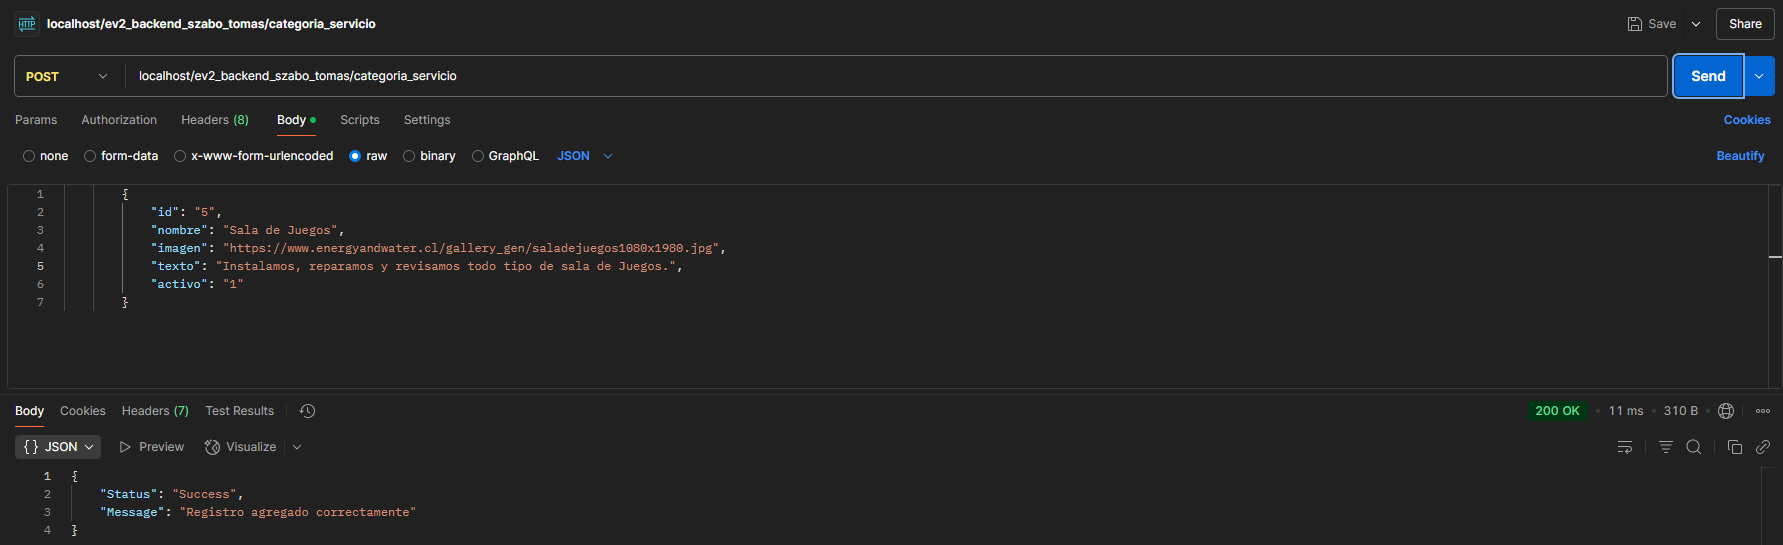 HTTP localhost/ev2_backend_szabo_tomas/categoria_servicio Save Share
POST localhost/ev2_backend_szabo_tomas/categoria_servicio Send
Params Authorization Headers (8) Body Scripts Settings Cookies
none form-data x-www-form-urlencoded raw binary GraphQL JSON Beautify
1 {
2 "id": "5",
3 "nombre": "Sala de Juegos",
4 "imagen": "https://www.energyandwater.cl/gallery_gen/saladejuegos1080x1980.jpg",
5 "texto": "Instalamos, reparamos y revisamos todo tipo de sala de Juegos.",
6 "activo": "1"
7 }
Body Cookies Headers (7) Test Results 200 OK • 11 ms • 310 B •
{} JSON Preview Visualize
1 {
2 "Status": "Success",
3 "Message": "Registro agregado correctamente"
4 }